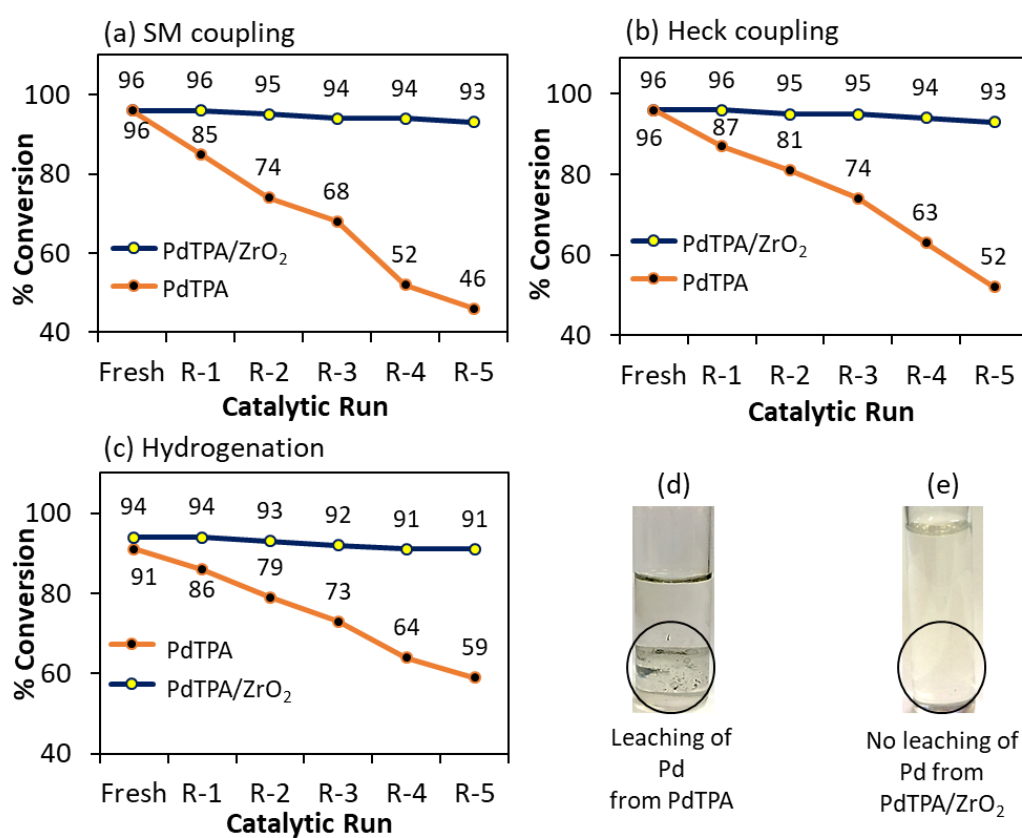 (a) SM coupling
96 96 95 94 94 93
96 85 74 68 52 46
100
80
60
40
% Conversion
PdTPA/ZrO₂
PdTPA
Fresh R-1 R-2 R-3 R-4 R-5
Catalytic Run
(b) Heck coupling
96 96 95 95 94 93
96 87 81 74 63 52
100
80
60
40
% Conversion
PdTPA/ZrO₂
PdTPA
Fresh R-1 R-2 R-3 R-4 R-5
Catalytic Run
(c) Hydrogenation
94 94 93 92 91 91
91 86 79 73 64 59
100
80
60
40
% Conversion
PdTPA
PdTPA/ZrO₂
Fresh R-1 R-2 R-3 R-4 R-5
Catalytic Run
(d)
Leaching of
Pd
from PdTPA
(e)
No leaching of
Pd from
PdTPA/ZrO₂